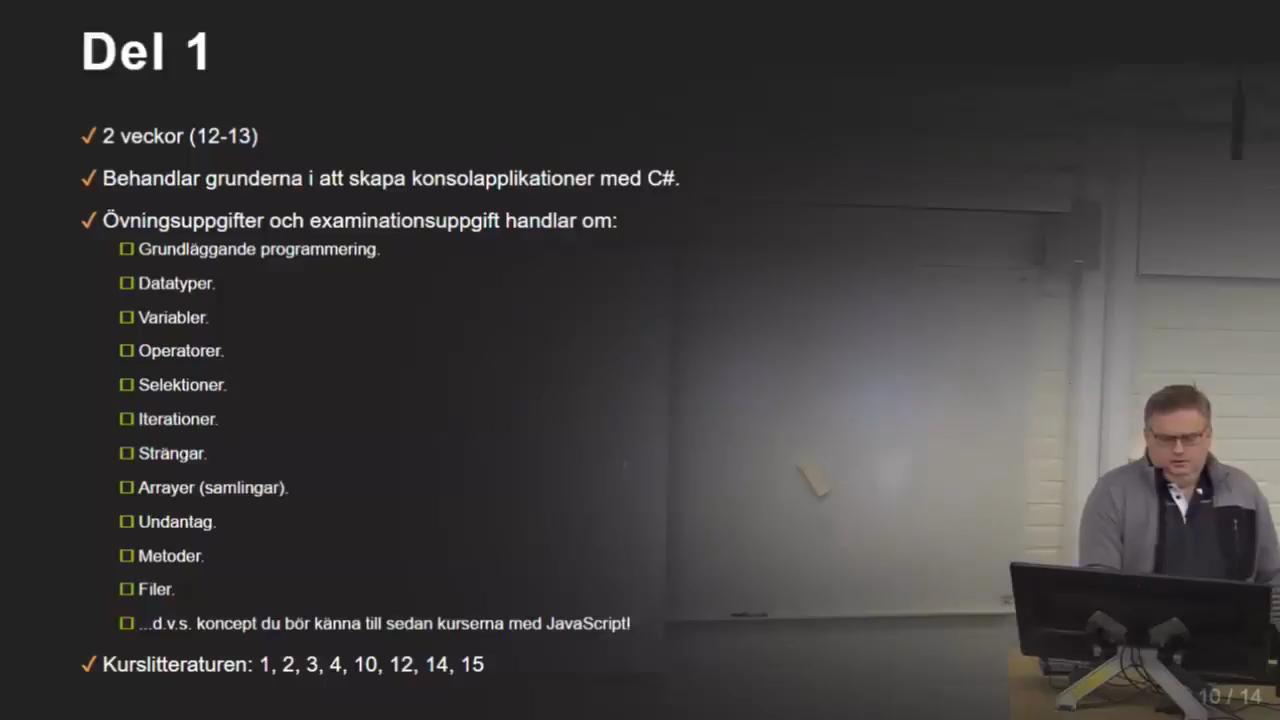 Del 1
2 veckor (12-13)
Behandlar grunderna i att skapa konsolapplikationer med C#.
Övningsuppgifter och examinationsuppgift handlar om:
Grundläggande programmering.
Datatyper.
Variabler.
Operatorer.
Selektioner.
Iterationer.
Strängar.
Arrayer (samlingar).
Undantag.
Metoder.
Filer.
...d.v.s. koncept du bör känna till sedan kurserna med JavaScript!
Kurslitteraturen: 1, 2, 3, 4, 10, 12, 14, 15
10 / 14